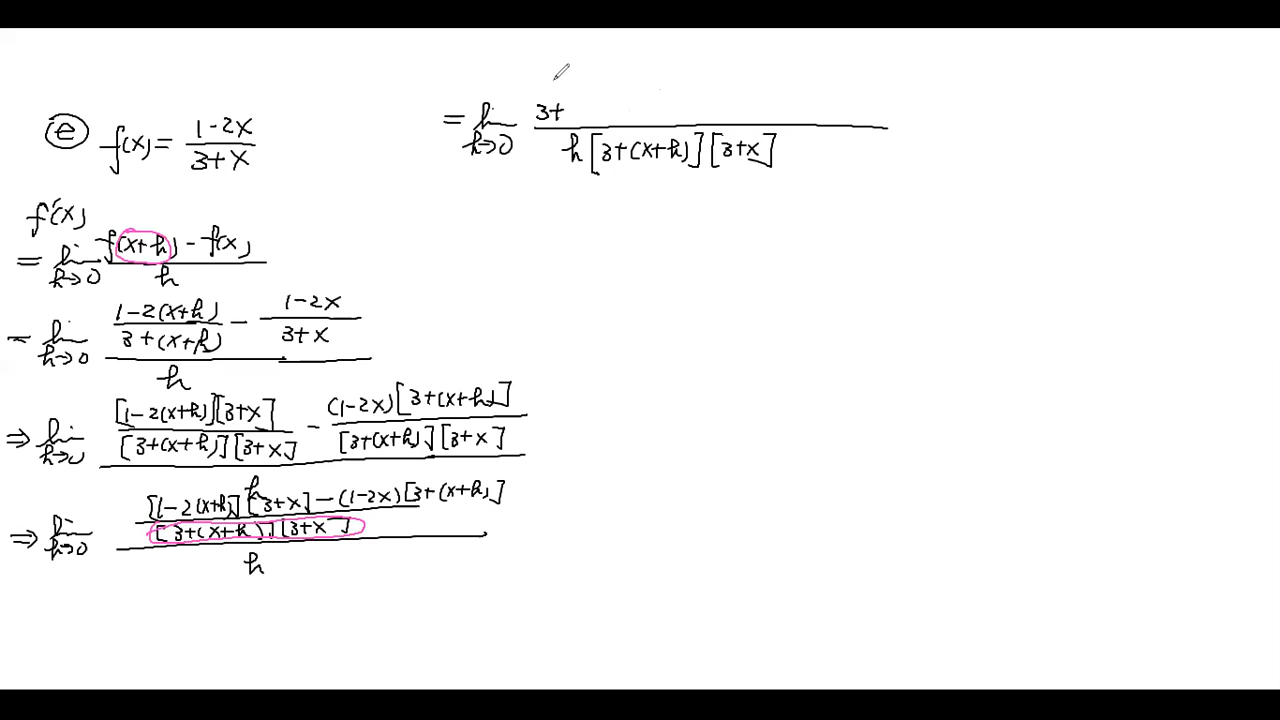 ⓔ f(x) = (1-2x)/(3+x)
f'(x)
= lim h→0 (f(x+h) - f(x))/h
= lim h→0 ((1-2(x+h))/(3+(x+h)) - (1-2x)/(3+x))/h
⇒ lim h→0 ([1-2(x+h)][3+x]/[3+(x+h)][3+x] - (1-2x)[3+(x+h)]/[3+(x+h)][3+x])/h
⇒ lim h→0 (([1-2(x+h)][3+x] - (1-2x)[3+(x+h)])/[3+(x+h)][3+x])/h
= lim h→0 3+ / h[3+(x+h)][3+x]